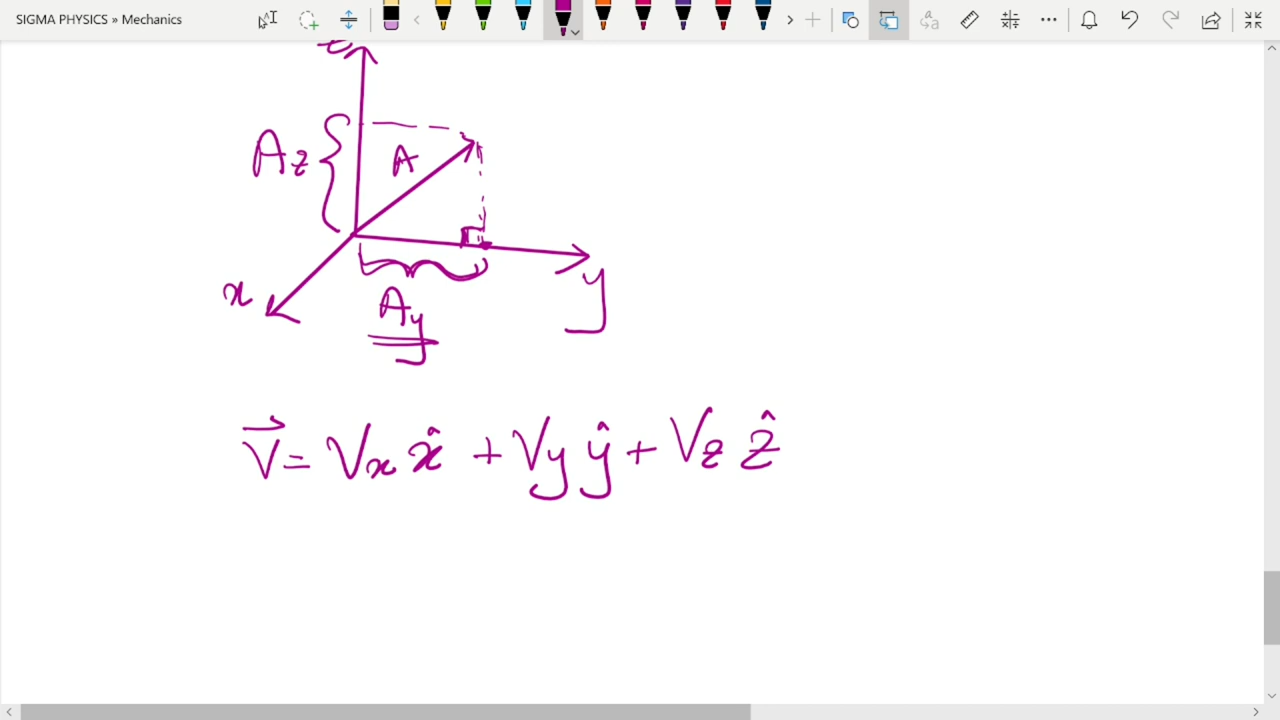 SIGMA PHYSICS » Mechanics
z
Az
A
x
y
Ay
V⃗ = Vx x̂ + Vy ŷ + Vz ẑ